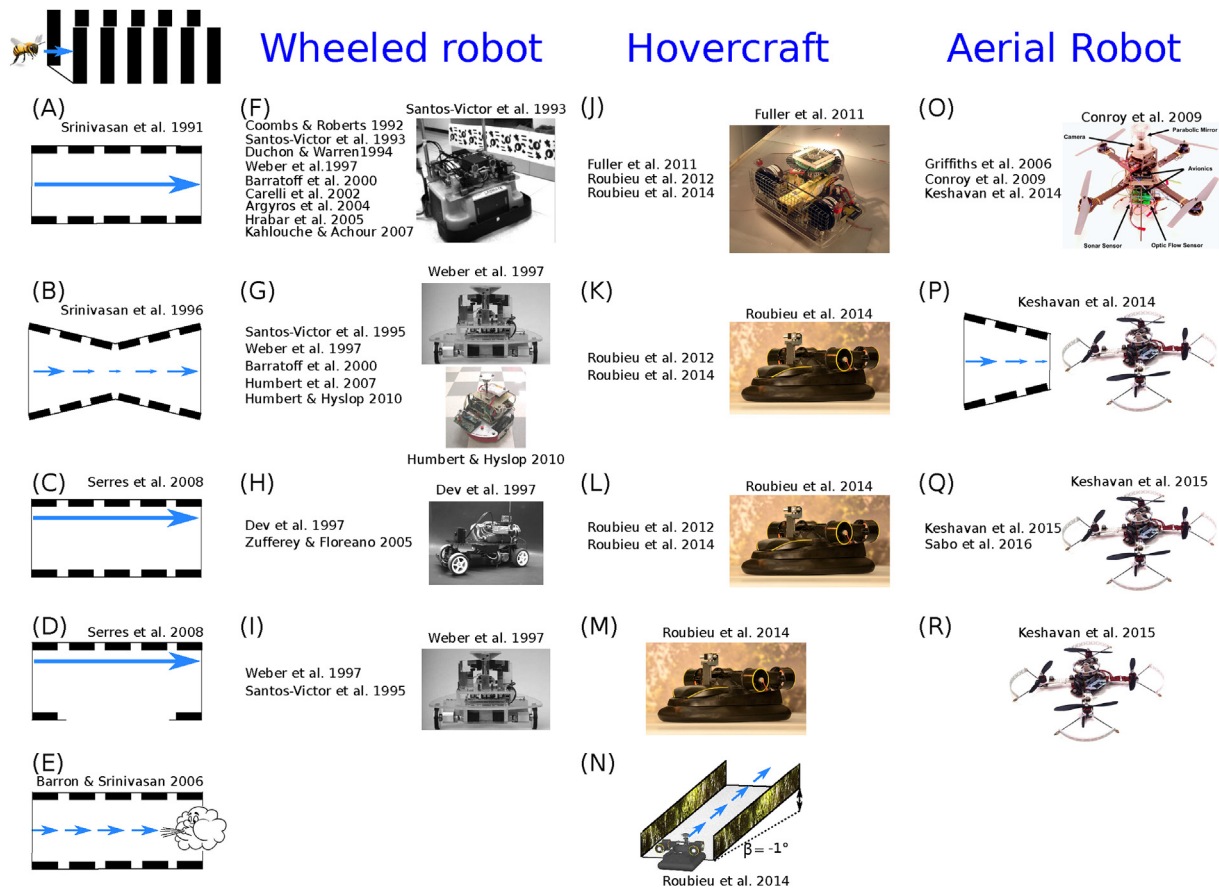 Wheeled robot
Hovercraft
Aerial Robot
(A)
Srinivasan et al. 1991
(F)
Santos-Victor et al. 1993
Coombs & Roberts 1992
Santos-Victor et al. 1993
Duchon & Warren1994
Weber et al.1997
Barratoff et al. 2000
Carelli et al. 2002
Argyros et al. 2004
Hrabar et al. 2005
Kahlouche & Achour 2007
(J)
Fuller et al. 2011
Fuller et al. 2011
Roubieu et al. 2012
Roubieu et al. 2014
(O)
Conroy et al. 2009
Griffiths et al. 2006
Conroy et al. 2009
Keshavan et al. 2014
Camera
Parabolic Mirror
Avionics
Sonar Sensor
Optic Flow Sensor
(B)
Srinivasan et al. 1996
(G)
Weber et al. 1997
Santos-Victor et al. 1995
Weber et al. 1997
Barratoff et al. 2000
Humbert et al. 2007
Humbert & Hyslop 2010
Humbert & Hyslop 2010
(K)
Roubieu et al. 2014
Roubieu et al. 2012
Roubieu et al. 2014
(P)
Keshavan et al. 2014
(C)
Serres et al. 2008
(H)
Dev et al. 1997
Dev et al. 1997
Zufferey & Floreano 2005
(L)
Roubieu et al. 2014
Roubieu et al. 2012
Roubieu et al. 2014
(Q)
Keshavan et al. 2015
Keshavan et al. 2015
Sabo et al. 2016
(D)
Serres et al. 2008
(I)
Weber et al. 1997
Weber et al. 1997
Santos-Victor et al. 1995
(M)
Roubieu et al. 2014
(R)
Keshavan et al. 2015
(E)
Barron & Srinivasan 2006
(N)
β = -1°
Roubieu et al. 2014